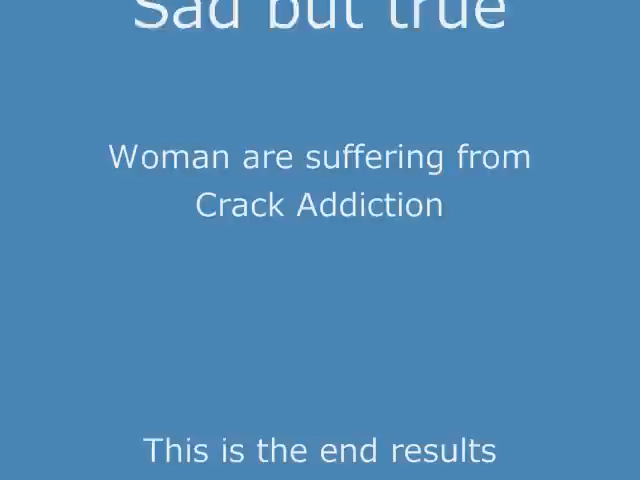 Sad but true
Woman are suffering from
Crack Addiction
This is the end results